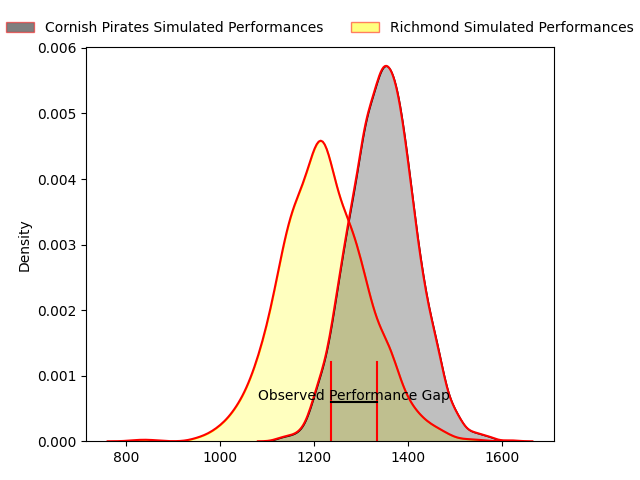 Cornish Pirates Simulated Performances Richmond Simulated Performances
0.006
0.005
0.004
0.003
0.002
0.001
0.000
Density
Observed Performance Gap
800 1000 1200 1400 1600